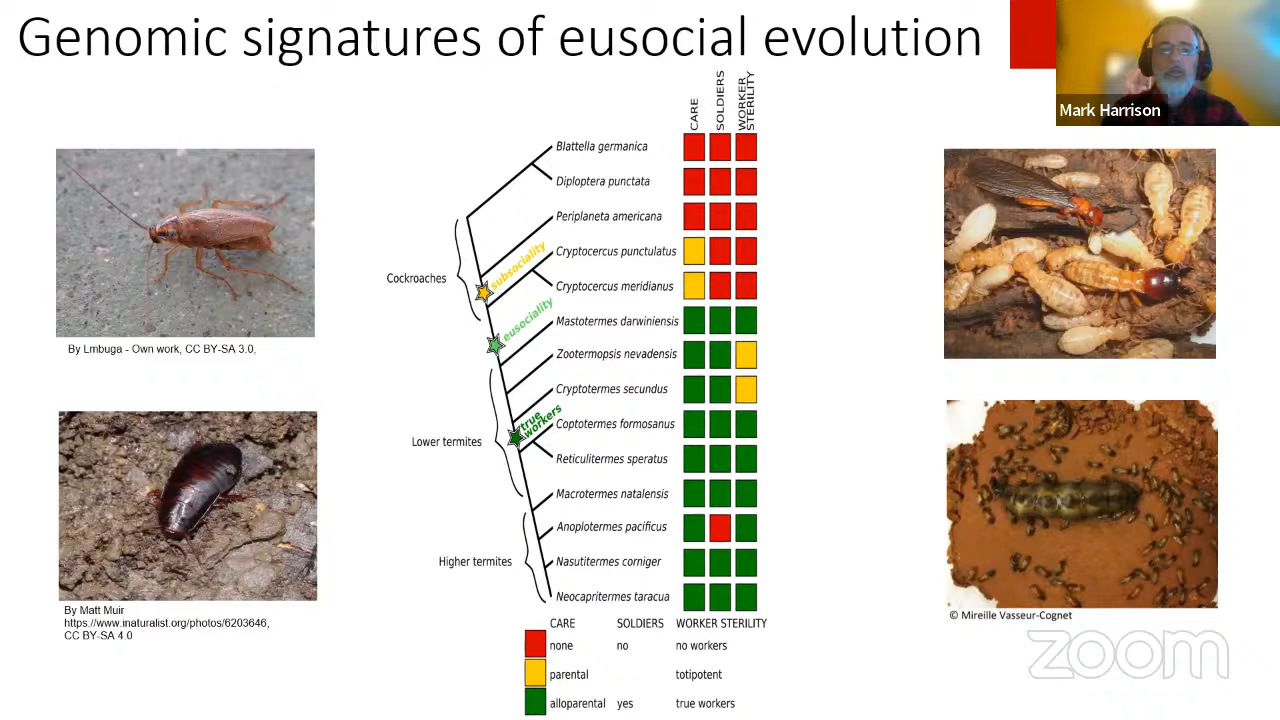 Genomic signatures of eusocial evolution
Mark Harrison
CARE
SOLDIERS
WORKER
STERILITY
Blattella germanica
Diploptera punctata
Periplaneta americana
Cryptocercus punctulatus
Cryptocercus meridianus
Mastotermes darwiniensis
Zootermopsis nevadensis
Cryptotermes secundus
Coptotermes formosanus
Reticulitermes speratus
Macrotermes natalensis
Anoplotermes pacificus
Nasutitermes corniger
Neocapritermes taracua
subsociality
eusociality
true
workers
Cockroaches
Lower termites
Higher termites
By Lmbuga - Own work, CC BY-SA 3.0,
By Matt Muir
https://www.inaturalist.org/photos/6203646,
CC BY-SA 4.0
© Mireille Vasseur-Cognet
CARE SOLDIERS WORKER STERILITY
none no no workers
parental totipotent
alloparental yes true workers
zoom